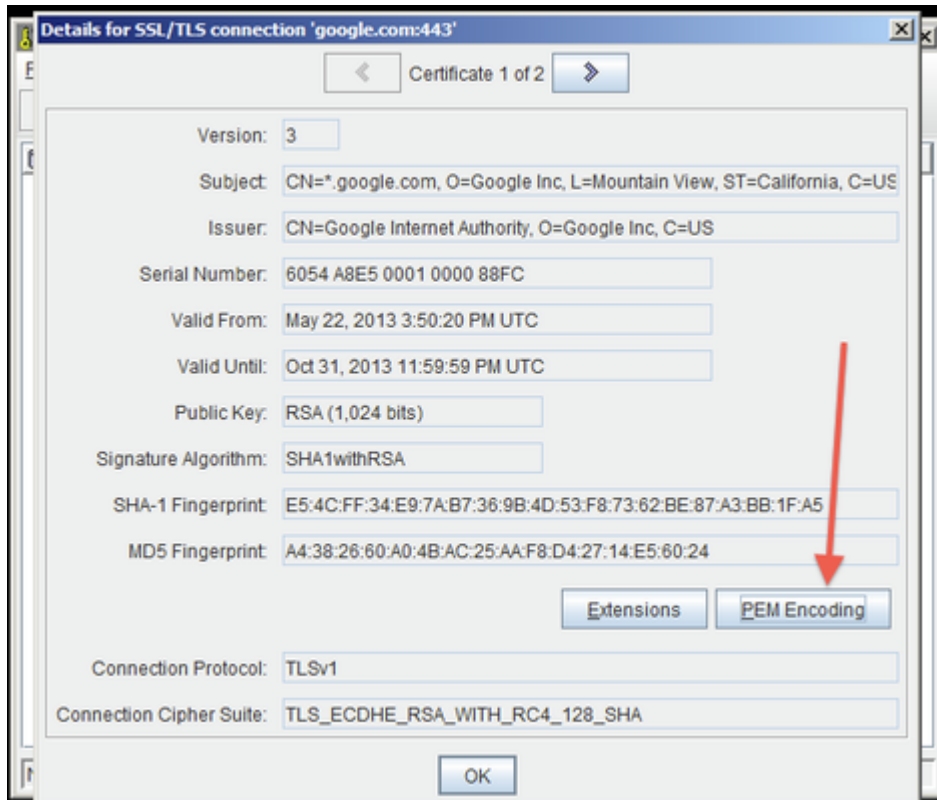 Details for SSL/TLS connection 'google.com:443'
Certificate 1 of 2
Version: 3
Subject: CN=*.google.com, O=Google Inc, L=Mountain View, ST=California, C=US
Issuer: CN=Google Internet Authority, O=Google Inc, C=US
Serial Number: 6054 A8E5 0001 0000 88FC
Valid From: May 22, 2013 3:50:20 PM UTC
Valid Until: Oct 31, 2013 11:59:59 PM UTC
Public Key: RSA (1,024 bits)
Signature Algorithm: SHA1withRSA
SHA-1 Fingerprint: E5:4C:FF:34:E9:7A:B7:36:9B:4D:53:F8:73:62:BE:87:A3:BB:1F:A5
MD5 Fingerprint: A4:38:26:60:A0:4B:AC:25:AA:F8:D4:27:14:E5:60:24
Extensions PEM Encoding
Connection Protocol: TLSv1
Connection Cipher Suite: TLS_ECDHE_RSA_WITH_RC4_128_SHA
OK